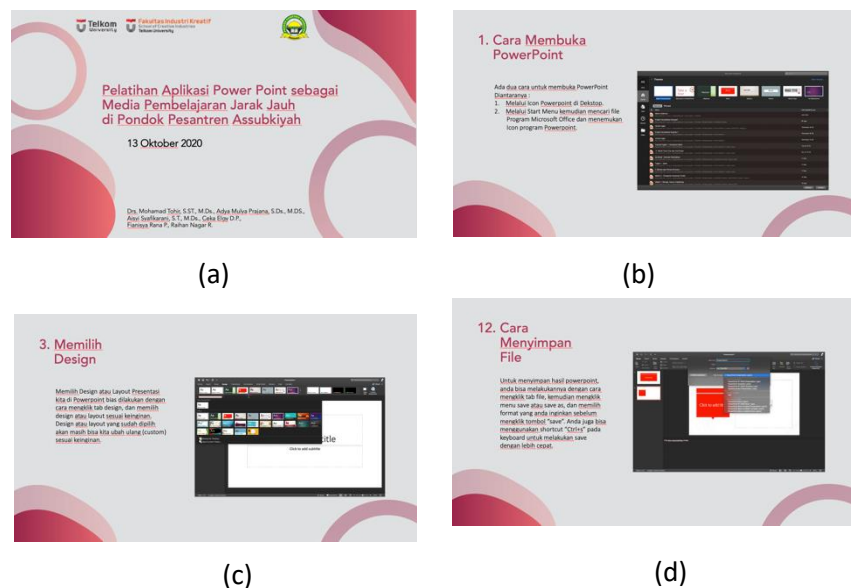 Telkom University
Fakultas Industri Kreatif
School of Creative Industries
Telkom University
Pelatihan Aplikasi Power Point sebagai
Media Pembelajaran Jarak Jauh
di Pondok Pesantren Assubkiyah
13 Oktober 2020
Drs. Mohamad Tohir, S.ST., M.Ds., Adya Mulya Prajana, S.Ds., M.DS.,
Aisyi Syafikarani, S.T., M.Ds., Caka Elgy D.P.,
Fianisya Rana P., Raihan Nagar R.
(a)
1. Cara Membuka
PowerPoint
Ada dua cara untuk membuka PowerPoint
Diantaranya :
1. Melalui Icon Powerpoint di Dekstop.
2. Melalui Start Menu kemudian mencari file
Program Microsoft Office dan menemukan
Icon program Powerpoint.
(b)
3. Memilih
Design
Memilih Design atau Layout Presentasi
kita di Powerpoint bias dilakukan dengan
cara mengklik tab design, dan memilih
design atau layout sesuai keinginan.
Design atau layout yang sudah dipilih
akan masih bisa kita ubah ulang (custom)
sesuai keinginan.
title
Click to add subtitle
(c)
12. Cara
Menyimpan
File
Untuk menyimpan hasil powerpoint,
anda bisa melakukannya dengan cara
mengklik tab file, kemudian mengklik
menu save atau save as, dan memilih
format yang anda inginkan sebelum
mengklik tombol "save". Anda juga bisa
menggunakan shortcut "Ctrl+s" pada
keyboard untuk melakukan save
dengan lebih cepat.
Click to add
(d)